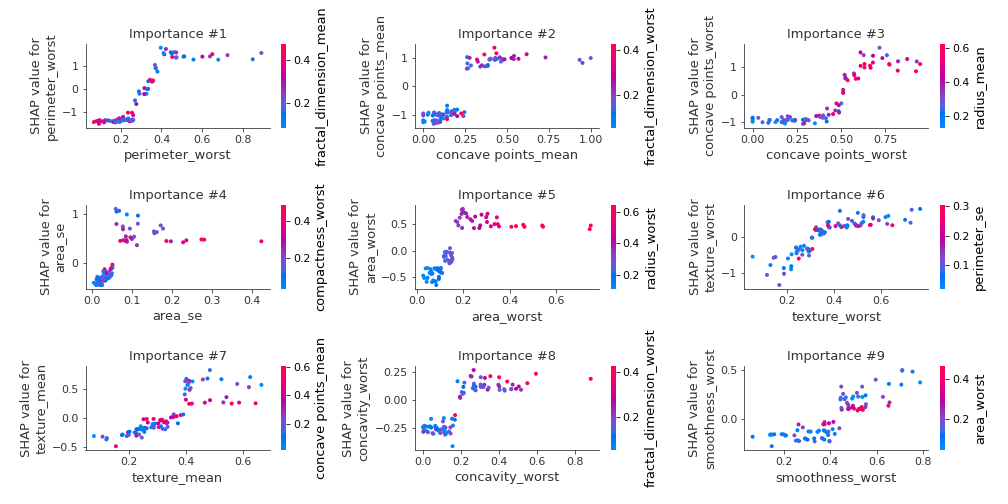 Importance #1
Importance #2
Importance #3
SHAP value for
perimeter_worst
1
0
−1
0.2
0.4
0.6
0.8
perimeter_worst
0.4
0.2
fractal_dimension_mean
SHAP value for
concave points_mean
1
0
−1
0.00
0.25
0.50
0.75
1.00
concave points_mean
0.4
0.2
fractal_dimension_worst
SHAP value for
concave points_worst
1
0
−1
0.00
0.25
0.50
0.75
concave points_worst
0.6
0.4
0.2
radius_mean
Importance #4
Importance #5
Importance #6
SHAP value for
area_se
1
0
0.0
0.1
0.2
0.3
0.4
area_se
0.4
0.2
compactness_worst
SHAP value for
area_worst
0.5
0.0
−0.5
0.0
0.2
0.4
0.6
area_worst
0.6
0.4
0.2
radius_worst
SHAP value for
texture_worst
0
−1
0.2
0.4
0.6
texture_worst
0.3
0.2
0.1
perimeter_se
Importance #7
Importance #8
Importance #9
SHAP value for
texture_mean
0.5
0.0
−0.5
0.2
0.4
0.6
texture_mean
0.6
0.4
0.2
concave points_mean
SHAP value for
concavity_worst
0.25
0.00
−0.25
0.0
0.2
0.4
0.6
0.8
concavity_worst
0.4
0.2
fractal_dimension_worst
SHAP value for
smoothness_worst
0.5
0.0
0.2
0.4
0.6
0.8
smoothness_worst
0.4
0.2
area_worst